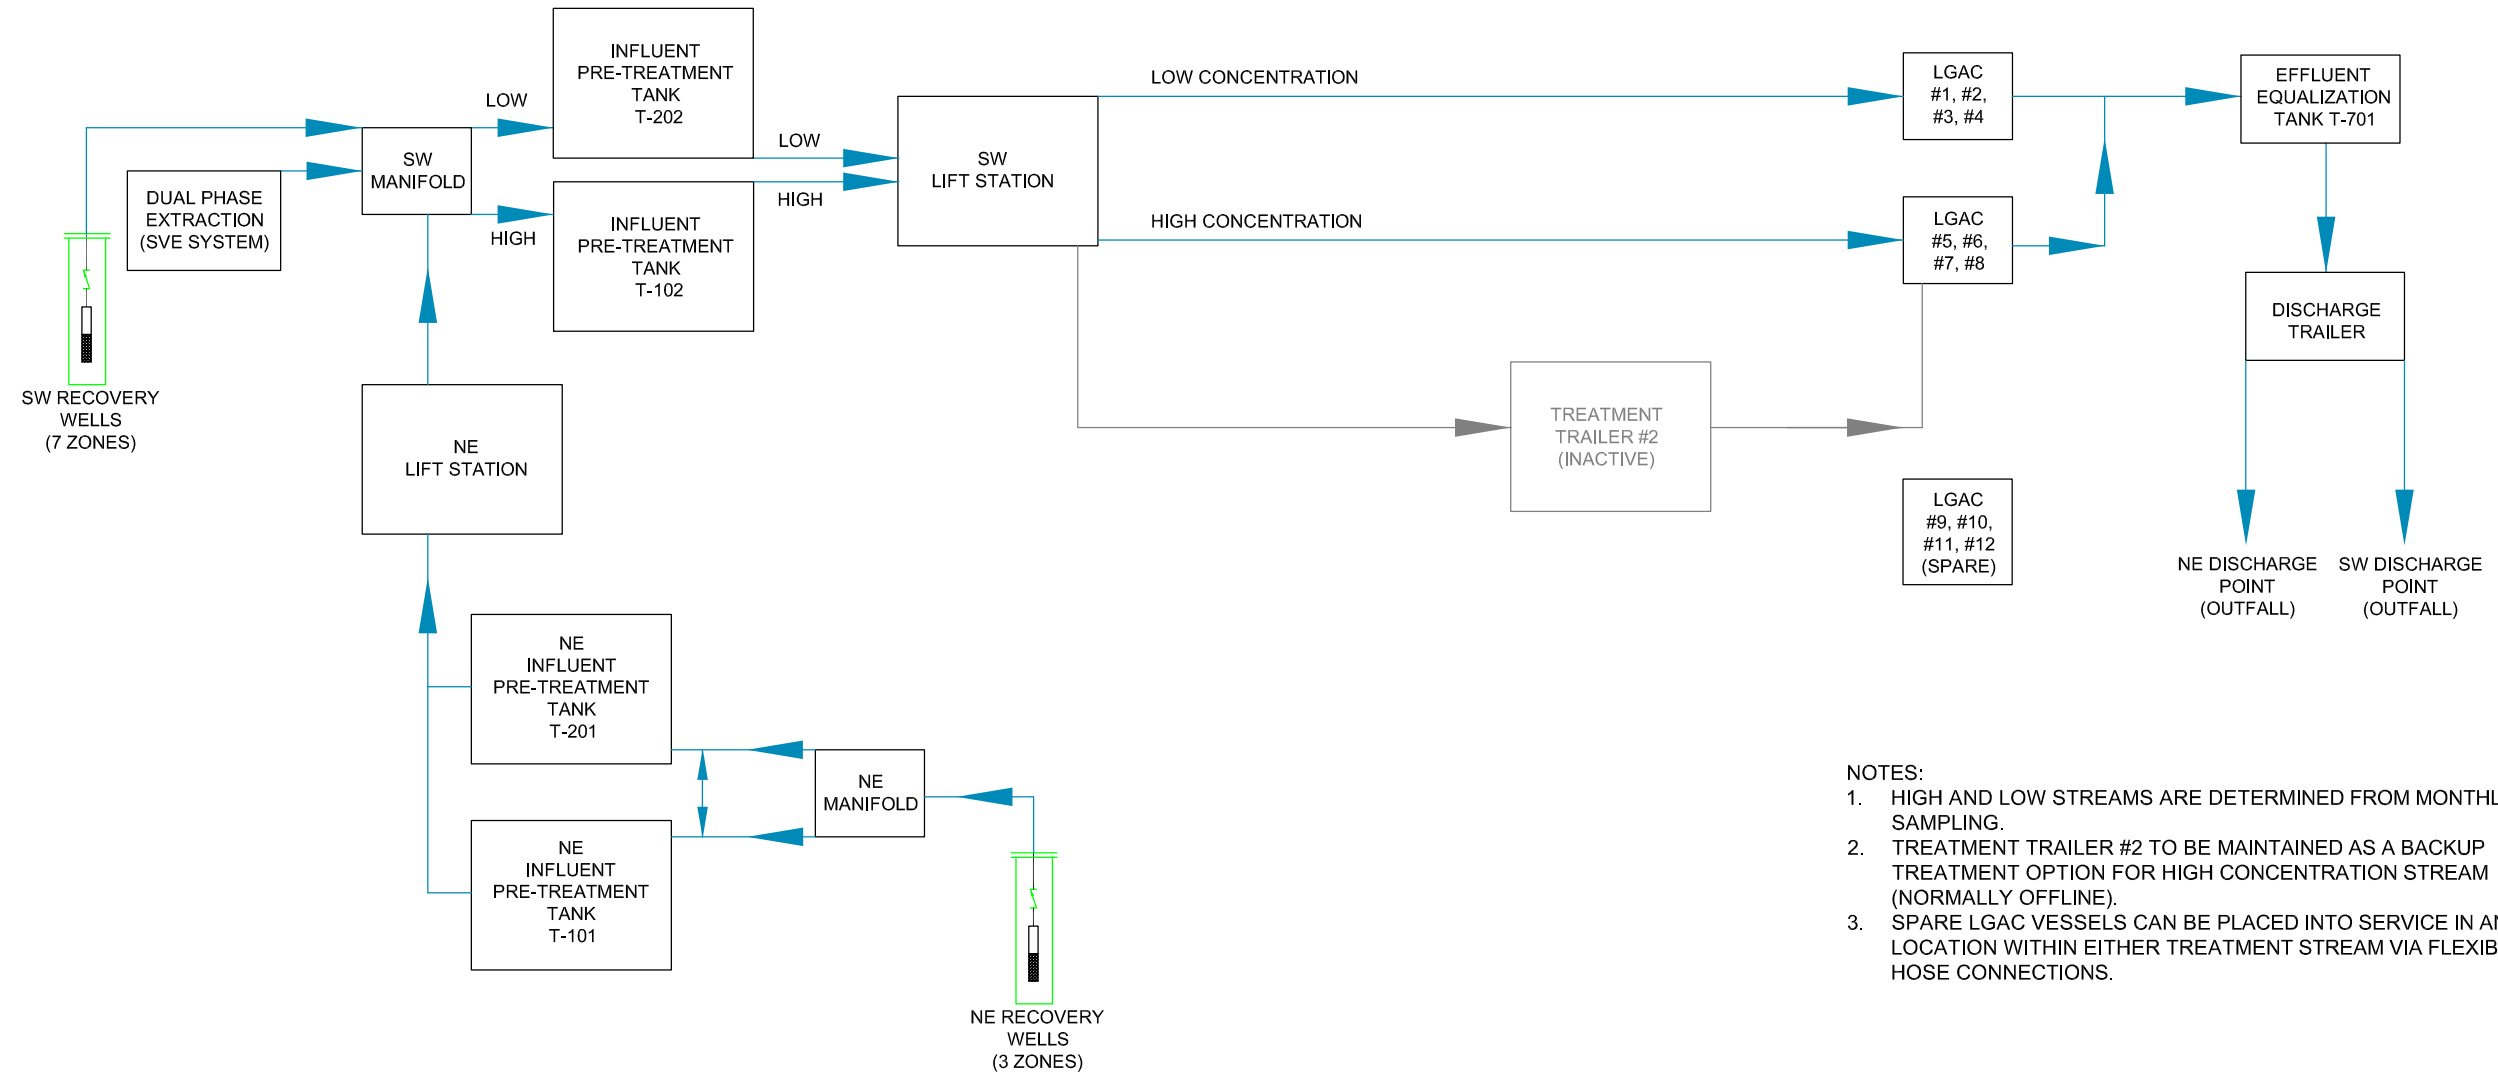 INFLUENT
PRE-TREATMENT
TANK
T-202
LOW
SW
MANIFOLD
DUAL PHASE
EXTRACTION
(SVE SYSTEM)
HIGH
INFLUENT
PRE-TREATMENT
TANK
T-102
LOW
HIGH
SW
LIFT STATION
LOW CONCENTRATION
HIGH CONCENTRATION
LGAC
#1, #2,
#3, #4
LGAC
#5, #6,
#7, #8
EFFLUENT
EQUALIZATION
TANK T-701
DISCHARGE
TRAILER
SW RECOVERY
WELLS
(7 ZONES)
NE
LIFT STATION
TREATMENT
TRAILER #2
(INACTIVE)
LGAC
#9, #10,
#11, #12
(SPARE)
NE DISCHARGE
POINT
(OUTFALL)
SW DISCHARGE
POINT
(OUTFALL)
NE
INFLUENT
PRE-TREATMENT
TANK
T-201
NE
MANIFOLD
NE
INFLUENT
PRE-TREATMENT
TANK
T-101
NE RECOVERY
WELLS
(3 ZONES)
NOTES:
1. HIGH AND LOW STREAMS ARE DETERMINED FROM MONTHL
SAMPLING.
2. TREATMENT TRAILER #2 TO BE MAINTAINED AS A BACKUP
TREATMENT OPTION FOR HIGH CONCENTRATION STREAM
(NORMALLY OFFLINE).
3. SPARE LGAC VESSELS CAN BE PLACED INTO SERVICE IN A
LOCATION WITHIN EITHER TREATMENT STREAM VIA FLEXIB
HOSE CONNECTIONS.